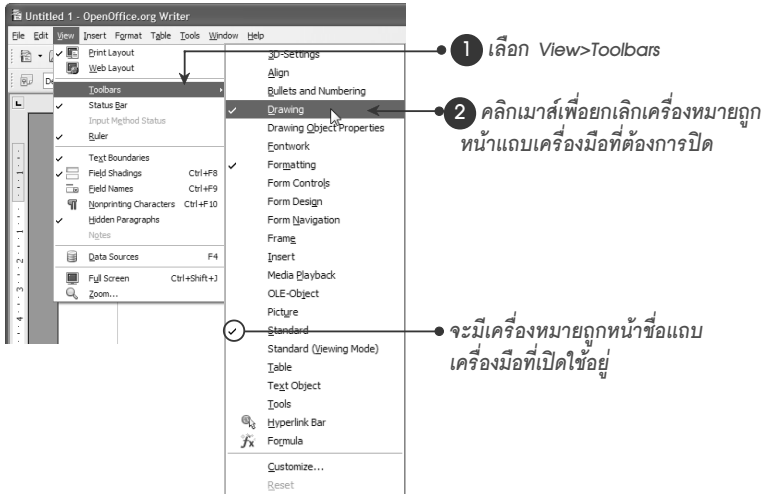 Untitled 1 - OpenOffice.org Writer
File Edit View Insert Format Table Tools Window Help
Print Layout
Web Layout
Toolbars
Status Bar
Input Method Status
Ruler
Text Boundaries
Field Shadings Ctrl+F8
Field Names Ctrl+F9
Nonprinting Characters Ctrl+F10
Hidden Paragraphs
Notes
Data Sources F4
Full Screen Ctrl+Shift+J
Zoom...
3D-Settings
Align
Bullets and Numbering
Drawing
Drawing Object Properties
Fontwork
Formatting
Form Controls
Form Design
Form Navigation
Frame
Insert
Media Playback
OLE-Object
Picture
Standard
Standard (Viewing Mode)
Table
Text Object
Tools
Hyperlink Bar
Formula
Customize...
Reset
1 เลือก View>Toolbars
2 คลิกเมาส์เพื่อยกเลิกเครื่องหมายถูก
หน้าแถบเครื่องมือที่ต้องการปิด
จะมีเครื่องหมายถูกหน้าชื่อแถบ
เครื่องมือที่เปิดใช้อยู่